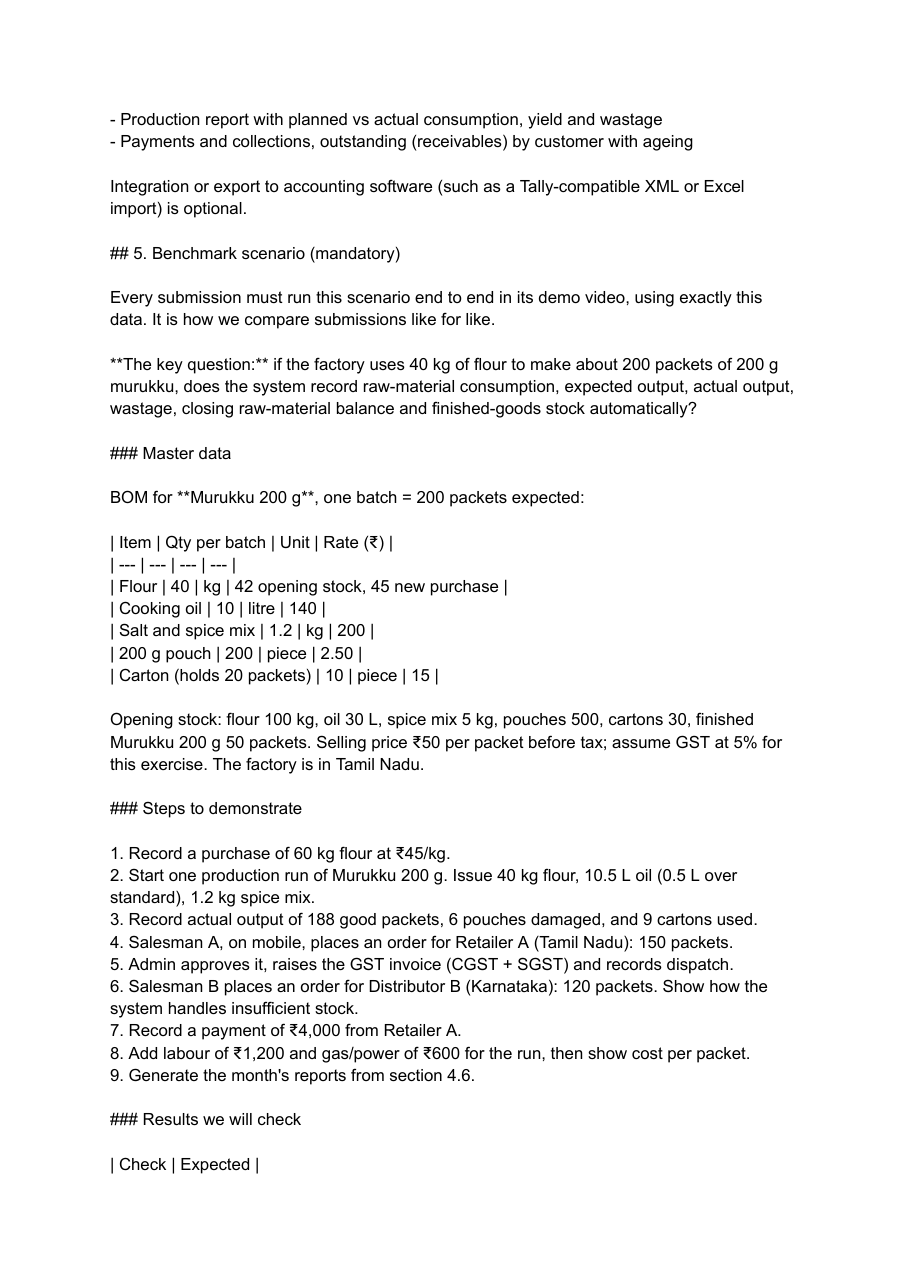 - Production report with planned vs actual consumption, yield and wastage
- Payments and collections, outstanding (receivables) by customer with ageing
Integration or export to accounting software (such as a Tally-compatible XML or Excel
import) is optional.
## 5. Benchmark scenario (mandatory)
Every submission must run this scenario end to end in its demo video, using exactly this
data. It is how we compare submissions like for like.
**The key question:** if the factory uses 40 kg of flour to make about 200 packets of 200 g
murukku, does the system record raw-material consumption, expected output, actual output,
wastage, closing raw-material balance and finished-goods stock automatically?
### Master data
BOM for **Murukku 200 g**, one batch = 200 packets expected:
| Item | Qty per batch | Unit | Rate (₹) |
| --- | --- | --- | --- |
| Flour | 40 | kg | 42 opening stock, 45 new purchase |
| Cooking oil | 10 | litre | 140 |
| Salt and spice mix | 1.2 | kg | 200 |
| 200 g pouch | 200 | piece | 2.50 |
| Carton (holds 20 packets) | 10 | piece | 15 |
Opening stock: flour 100 kg, oil 30 L, spice mix 5 kg, pouches 500, cartons 30, finished
Murukku 200 g 50 packets. Selling price ₹50 per packet before tax; assume GST at 5% for
this exercise. The factory is in Tamil Nadu.
### Steps to demonstrate
1. Record a purchase of 60 kg flour at ₹45/kg.
2. Start one production run of Murukku 200 g. Issue 40 kg flour, 10.5 L oil (0.5 L over
standard), 1.2 kg spice mix.
3. Record actual output of 188 good packets, 6 pouches damaged, and 9 cartons used.
4. Salesman A, on mobile, places an order for Retailer A (Tamil Nadu): 150 packets.
5. Admin approves it, raises the GST invoice (CGST + SGST) and records dispatch.
6. Salesman B places an order for Distributor B (Karnataka): 120 packets. Show how the
system handles insufficient stock.
7. Record a payment of ₹4,000 from Retailer A.
8. Add labour of ₹1,200 and gas/power of ₹600 for the run, then show cost per packet.
9. Generate the month's reports from section 4.6.
### Results we will check
| Check | Expected |